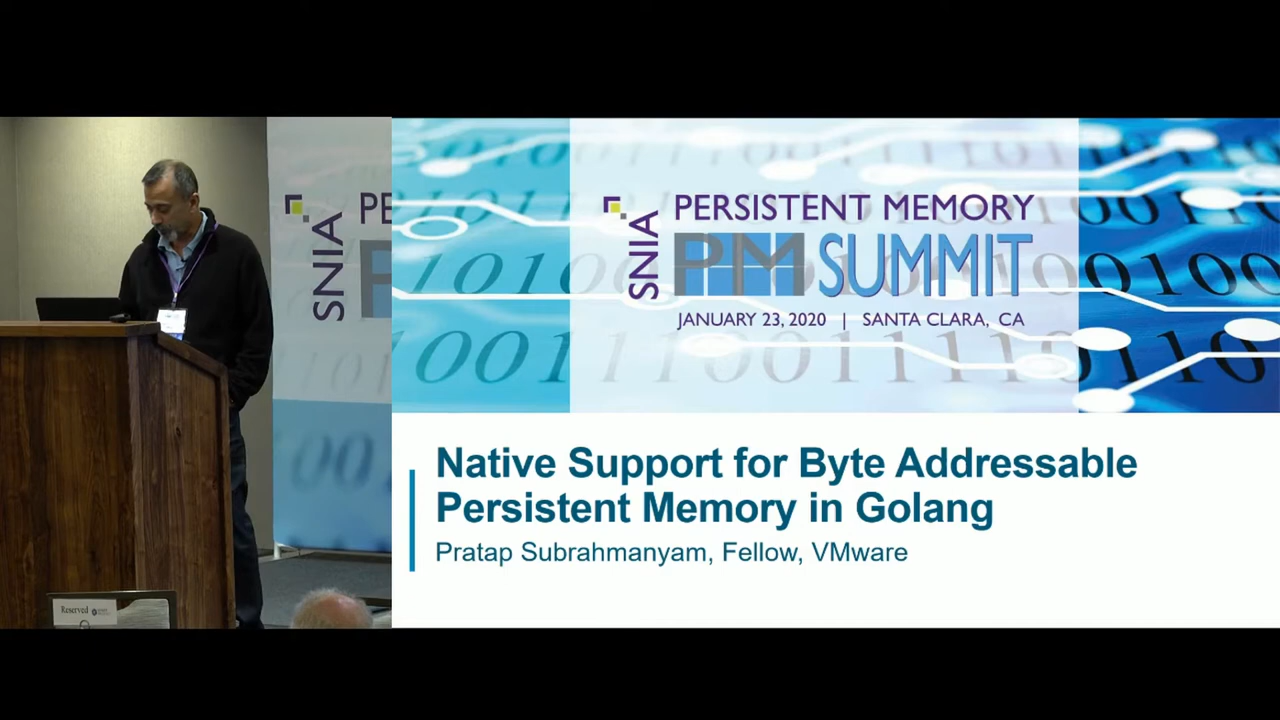 SNIA
PE
PERSISTENT MEMORY
SNIA
PM SUMMIT
JANUARY 23, 2020 | SANTA CLARA, CA
Native Support for Byte Addressable
Persistent Memory in Golang
Pratap Subrahmanyam, Fellow, VMware
Reserved